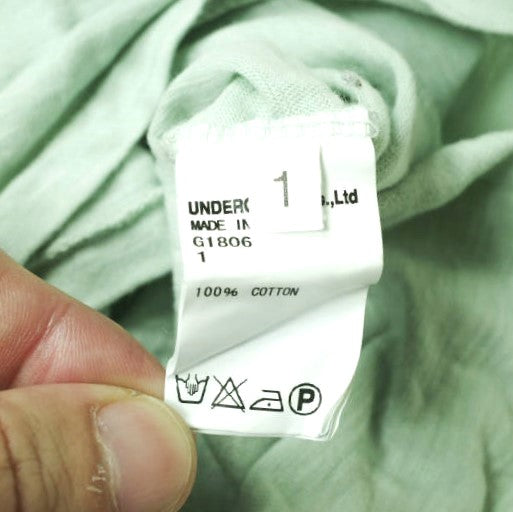 1
UNDERC .,Ltd
MADE IN
G1806
1
100% COTTON
P